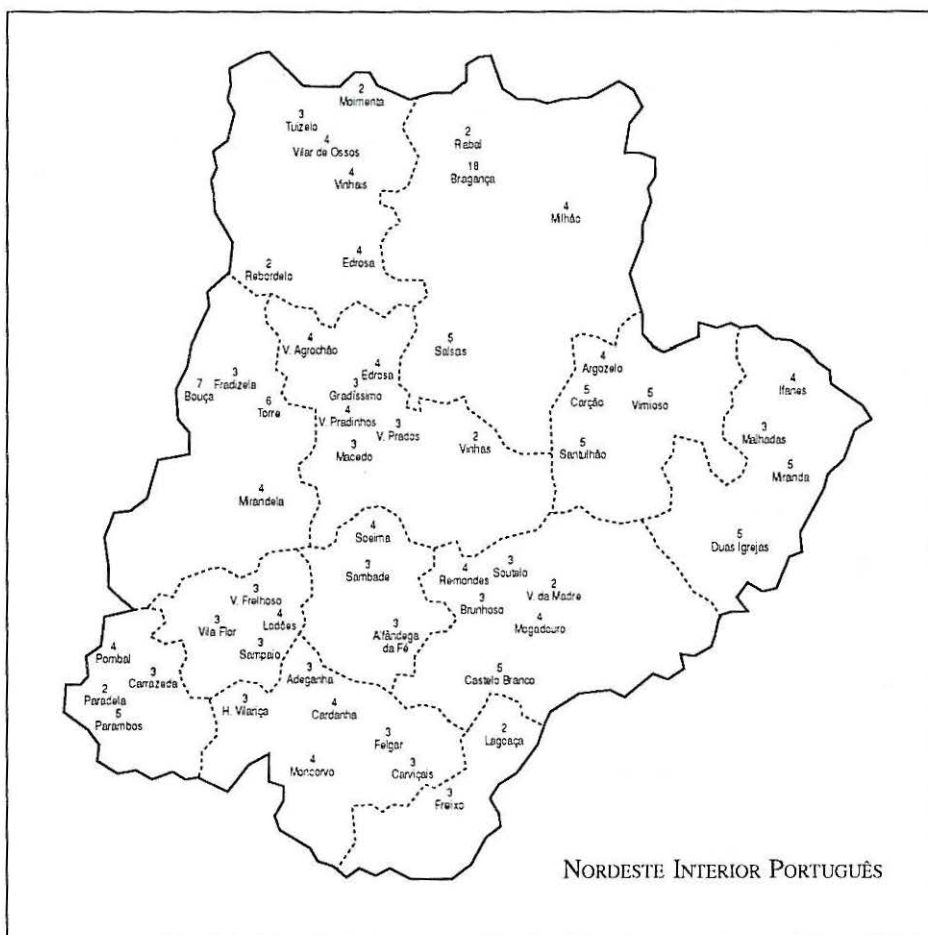 2
Moimenta
3
Tuizelo
4
Vilar de Ossos
2
Rabal
18
Bragança
4
Vinhais
4
Milhão
4
Edrosa
2
Rebordelo
4
V. Agrochão
5
Salsas
4
Argozelo
4
Edrosa
3
Gradíssimo
3
Fradizela
7
Bouça
6
Torre
4
V. Pradinhos
3
V. Prados
3
Macedo
2
Vinhas
5
Carção
5
Vimioso
5
Santulhão
4
Ifanes
3
Malhadas
5
Miranda
4
Mirandela
5
Duas Igrejas
4
Soeima
3
Sambade
4
Remondes
3
Soutelo
2
V. da Madre
3
Brunhoso
4
Mogadouro
3
V. Frelhoso
3
Vila Flor
4
Lodões
3
Sampaio
3
Alfândega
da Fé
4
Pombal
3
Carrazeda
2
Paradela
5
Parambos
3
Adeganha
5
Castelo Branco
3
H. Vilariça
4
Cardanha
3
Felgar
2
Lagoaça
4
Moncorvo
3
Carviçais
3
Freixo
NORDESTE INTERIOR PORTUGUÊS